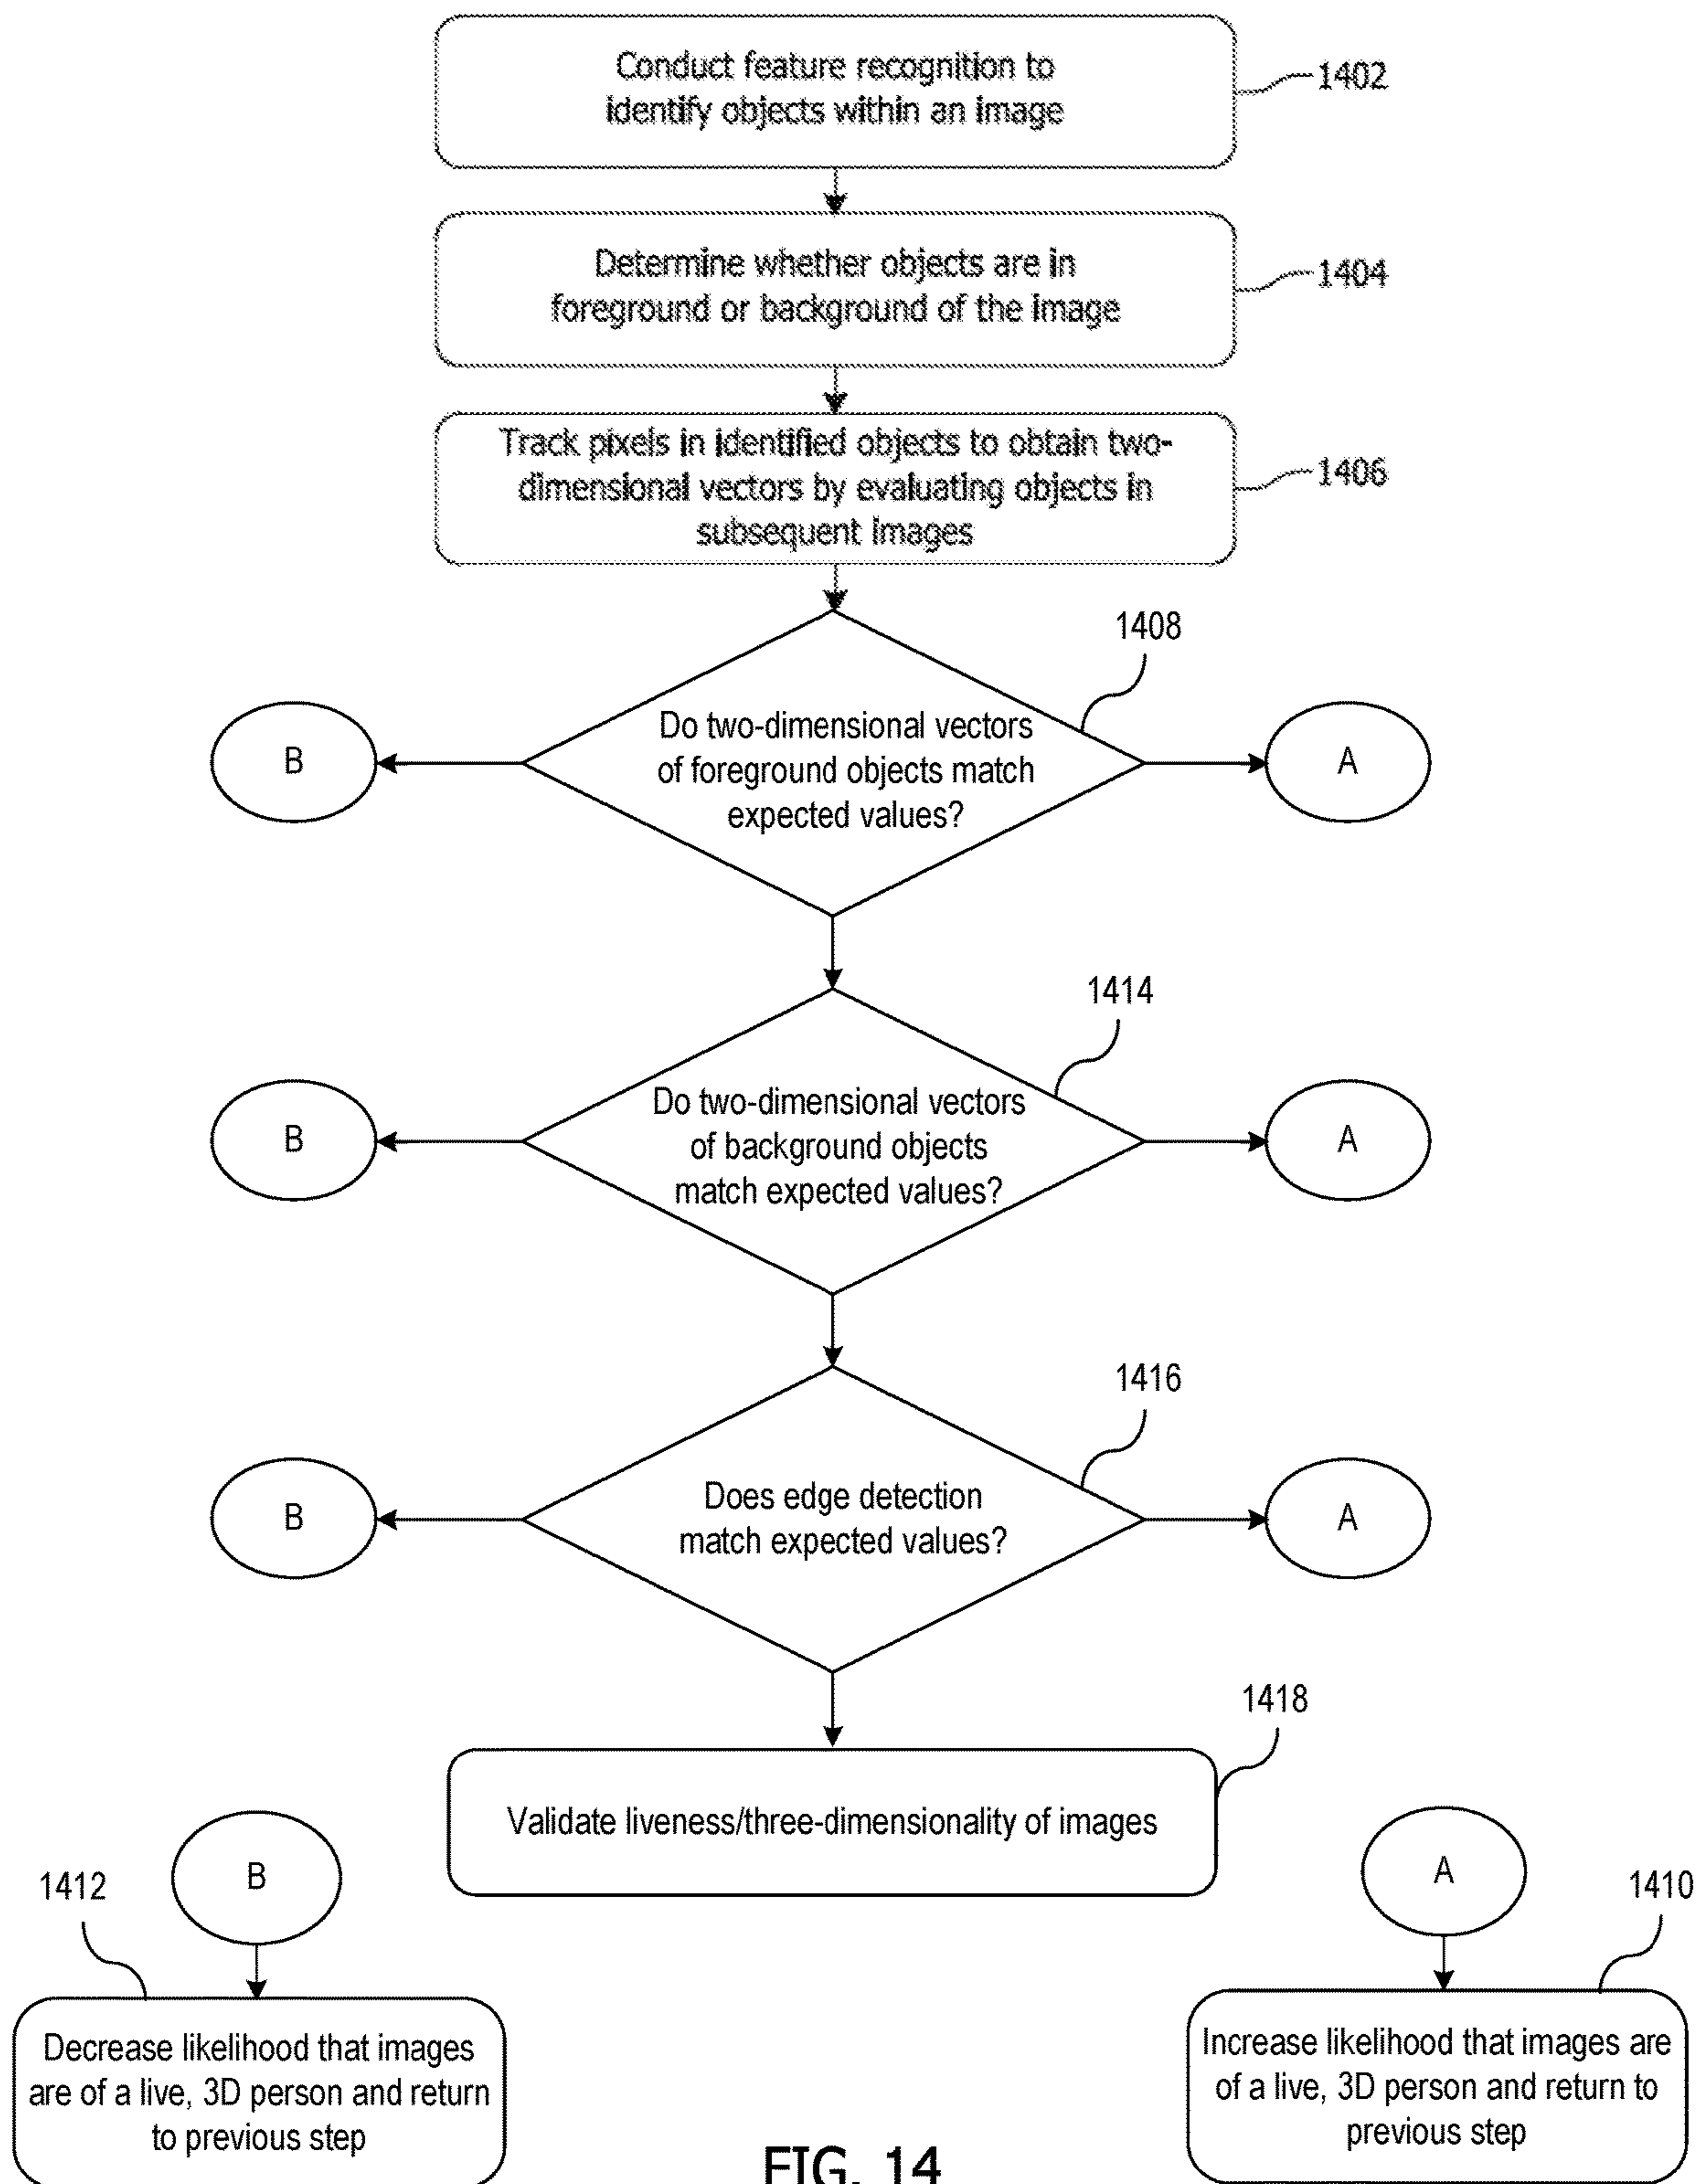 Conduct feature recognition to
identify objects within an image
1402
Determine whether objects are in
foreground or background of the image
1404
Track pixels in identified objects to obtain two-
dimensional vectors by evaluating objects in
subsequent images
1406
1408
Do two-dimensional vectors
of foreground objects match
expected values?
B
A
1414
Do two-dimensional vectors
of background objects
match expected values?
B
A
1416
Does edge detection
match expected values?
B
A
1418
Validate liveness/three-dimensionality of images
1412
B
Decrease likelihood that images
are of a live, 3D person and return
to previous step
A
1410
Increase likelihood that images are
of a live, 3D person and return to
previous step
FIG. 14